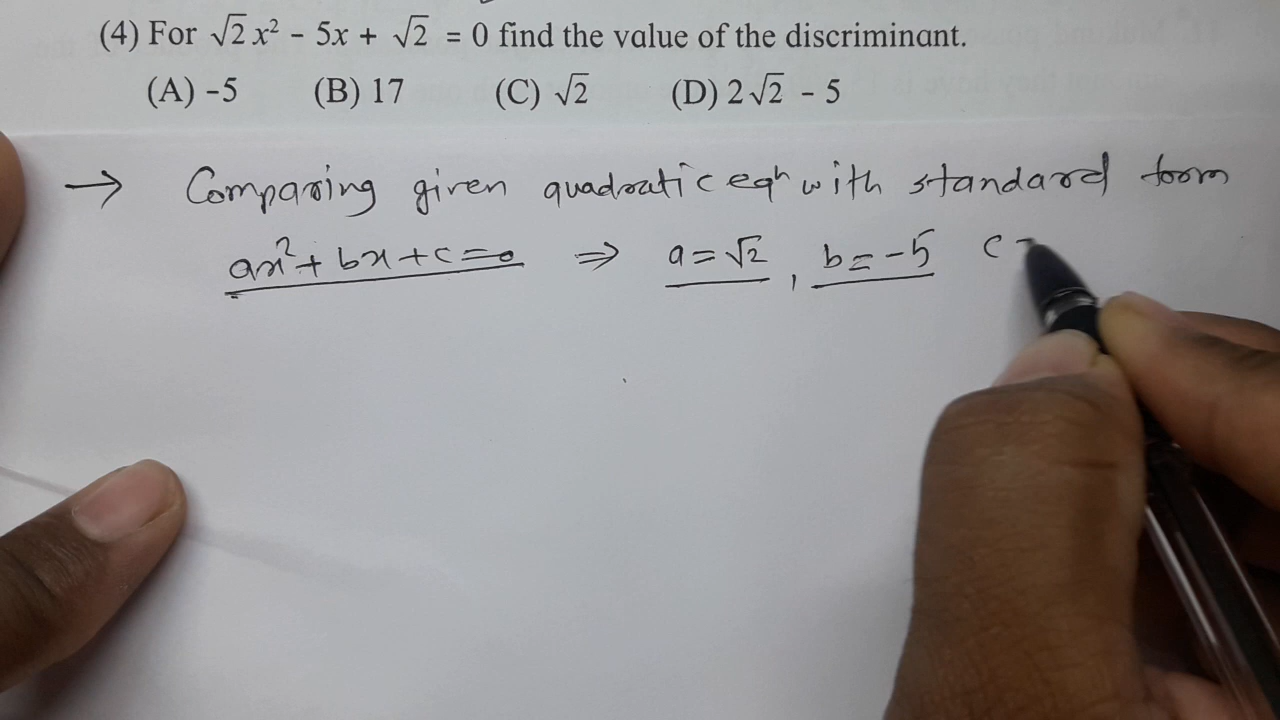 (4) For √2 x² - 5x + √2 = 0 find the value of the discriminant.
(A) -5 (B) 17 (C) √2 (D) 2√2 - 5
→ Comparing given quadratic eqn with standard form
ax² + bx + c = 0 ⇒ a = √2 , b = -5 c =